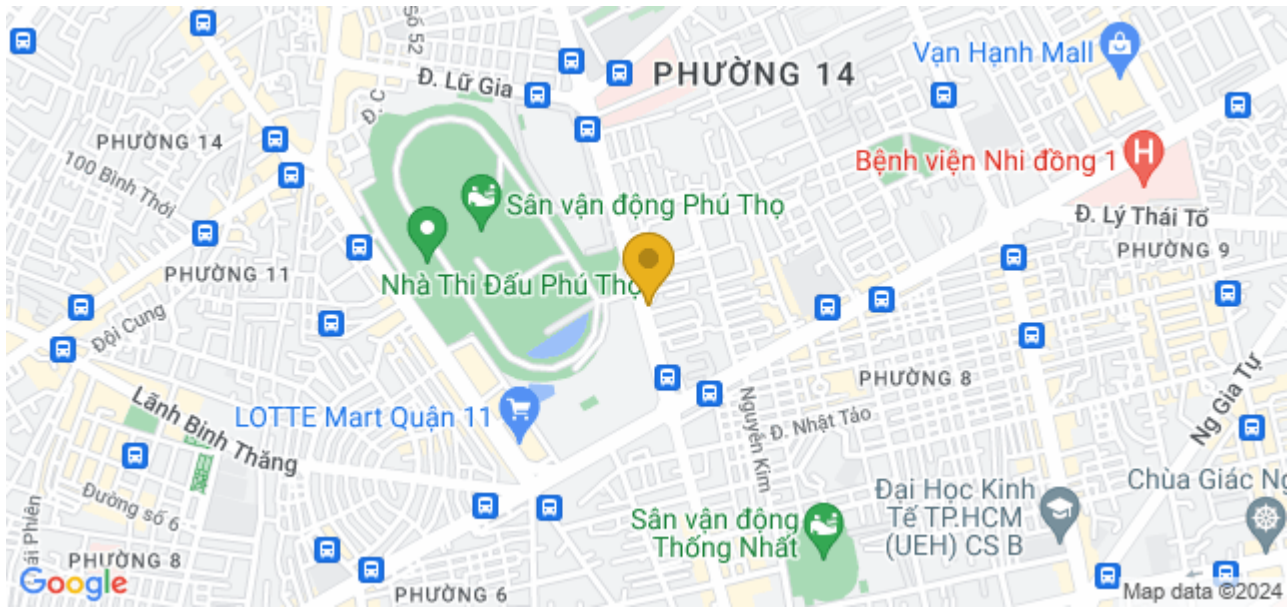 Số 52
Vạn Hạnh Mall
PHƯỜNG 14
Đ. Lữ Gia
Đ. C
PHƯỜNG 14
100 Bình Thới
Bệnh viện Nhi đồng 1
Sân vận động Phú Thọ
Đ. Lý Thái Tổ
PHƯỜNG 9
PHƯỜNG 11
Nhà Thi Đấu Phú Thọ
Đội Cung
PHƯỜNG 8
Ng Gia Tự
Lãnh Binh Thăng
LOTTE Mart Quận 11
Nguyễn Kim
Đ. Nhật Tảo
Đường số 6
Đại Học Kinh
Tế TP.HCM
(UEH) CS B
Chùa Giác Ng
Sân vận động
Thống Nhất
ái Phiên
PHƯỜNG 8
PHƯỜNG 6
Google
Map data ©2024